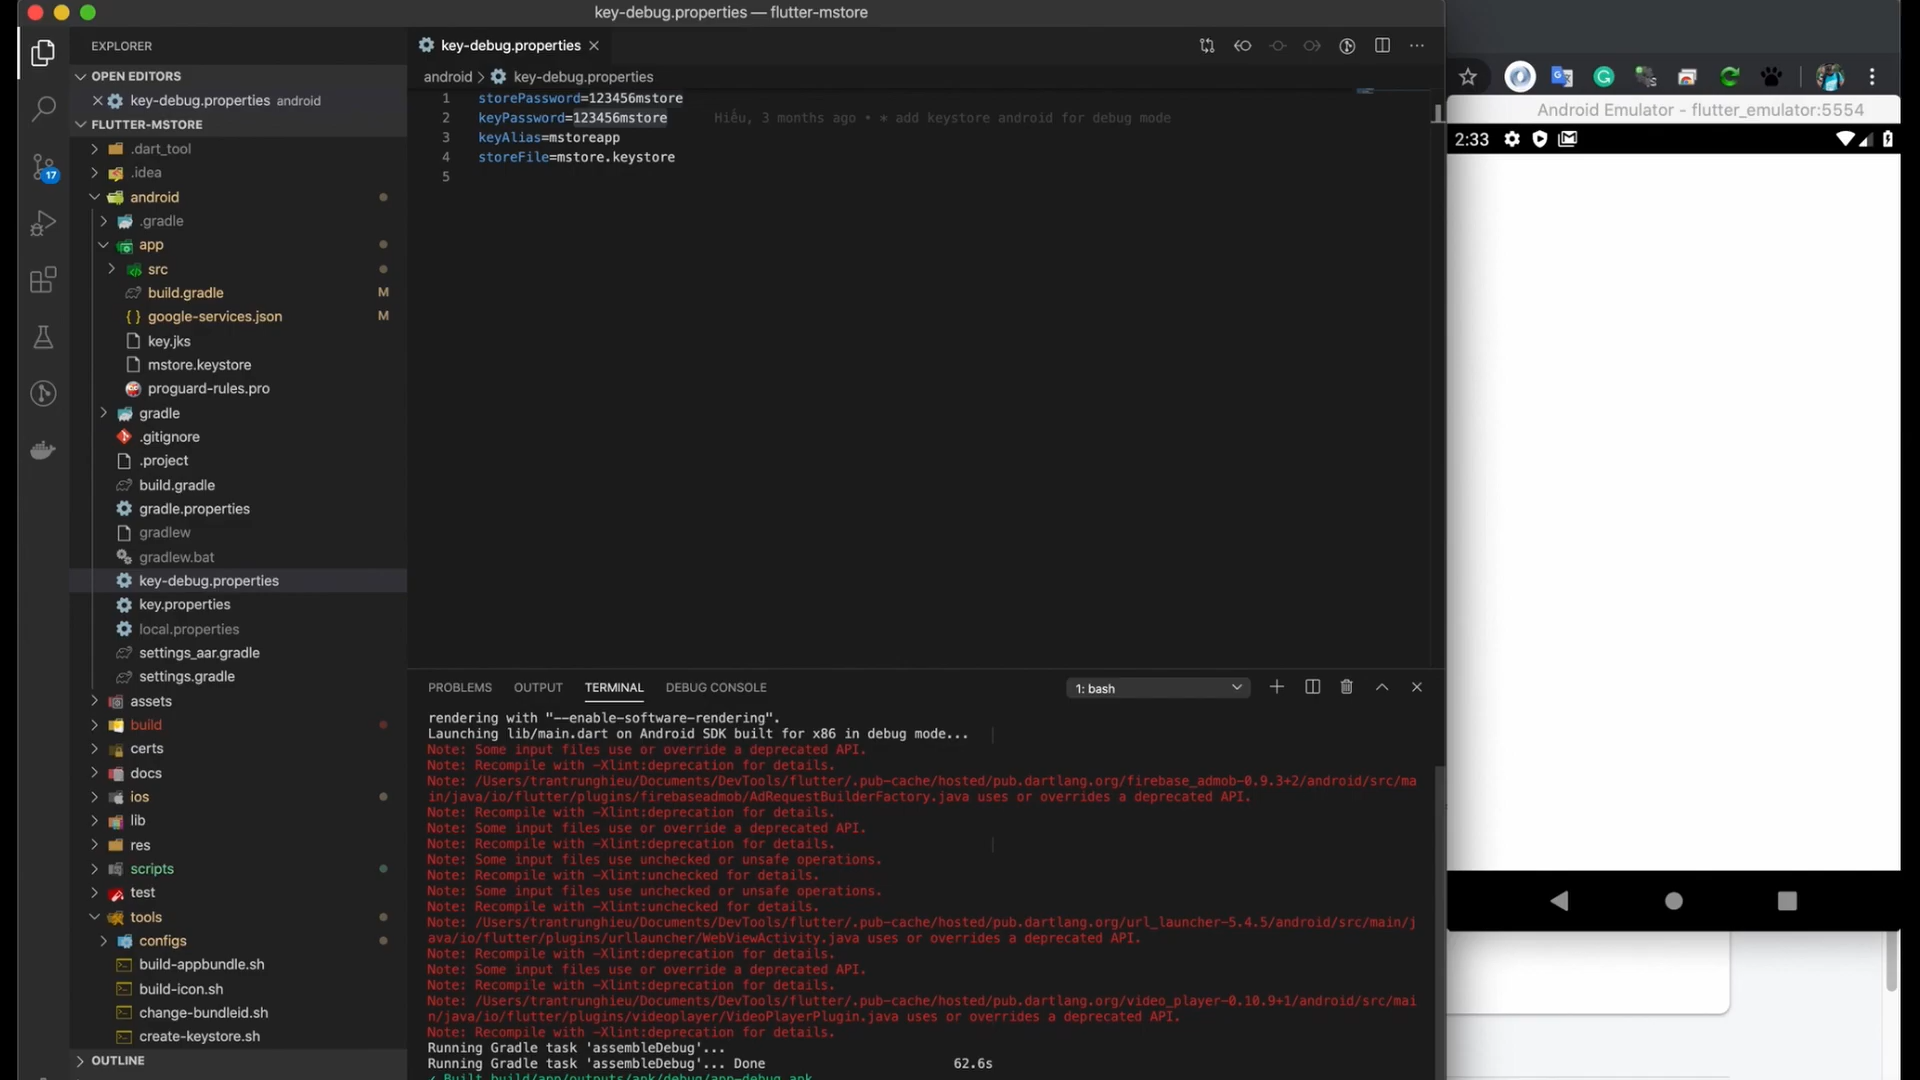 key-debug.properties — flutter-mstore
EXPLORER
OPEN EDITORS
key-debug.properties android
FLUTTER-MSTORE
.dart_tool
.idea
android
.gradle
app
src
build.gradle M
google-services.json M
key.jks
mstore.keystore
proguard-rules.pro
gradle
.gitignore
.project
build.gradle
gradle.properties
gradlew
gradlew.bat
key-debug.properties
key.properties
local.properties
settings_aar.gradle
settings.gradle
assets
build
certs
docs
ios
lib
res
scripts
test
tools
configs
build-appbundle.sh
build-icon.sh
change-bundleid.sh
create-keystore.sh
OUTLINE
17
key-debug.properties
android > key-debug.properties
1 storePassword=123456mstore
2 keyPassword=123456mstore Hiếu, 3 months ago • * add keystore android for debug mode
3 keyAlias=mstoreapp
4 storeFile=mstore.keystore
5
PROBLEMS OUTPUT TERMINAL DEBUG CONSOLE 1: bash
rendering with "--enable-software-rendering".
Launching lib/main.dart on Android SDK built for x86 in debug mode...
Note: Some input files use or override a deprecated API.
Note: Recompile with -Xlint:deprecation for details.
Note: /Users/trantrunghieu/Documents/DevTools/flutter/.pub-cache/hosted/pub.dartlang.org/firebase_admob-0.9.3+2/android/src/ma
in/java/io/flutter/plugins/firebaseadmob/AdRequestBuilderFactory.java uses or overrides a deprecated API.
Note: Recompile with -Xlint:deprecation for details.
Note: Some input files use or override a deprecated API.
Note: Recompile with -Xlint:deprecation for details.
Note: Some input files use unchecked or unsafe operations.
Note: Recompile with -Xlint:unchecked for details.
Note: Some input files use unchecked or unsafe operations.
Note: Recompile with -Xlint:unchecked for details.
Note: /Users/trantrunghieu/Documents/DevTools/flutter/.pub-cache/hosted/pub.dartlang.org/url_launcher-5.4.5/android/src/main/j
ava/io/flutter/plugins/urllauncher/WebViewActivity.java uses or overrides a deprecated API.
Note: Recompile with -Xlint:deprecation for details.
Note: Some input files use or override a deprecated API.
Note: Recompile with -Xlint:deprecation for details.
Note: /Users/trantrunghieu/Documents/DevTools/flutter/.pub-cache/hosted/pub.dartlang.org/video_player-0.10.9+1/android/src/mai
n/java/io/flutter/plugins/videoplayer/VideoPlayerPlugin.java uses or overrides a deprecated API.
Note: Recompile with -Xlint:deprecation for details.
Running Gradle task 'assembleDebug'...
Running Gradle task 'assembleDebug'... Done 62.6s
✓ Built build/app/outputs/apk/debug/app-debug.apk
Android Emulator - flutter_emulator:5554
2:33